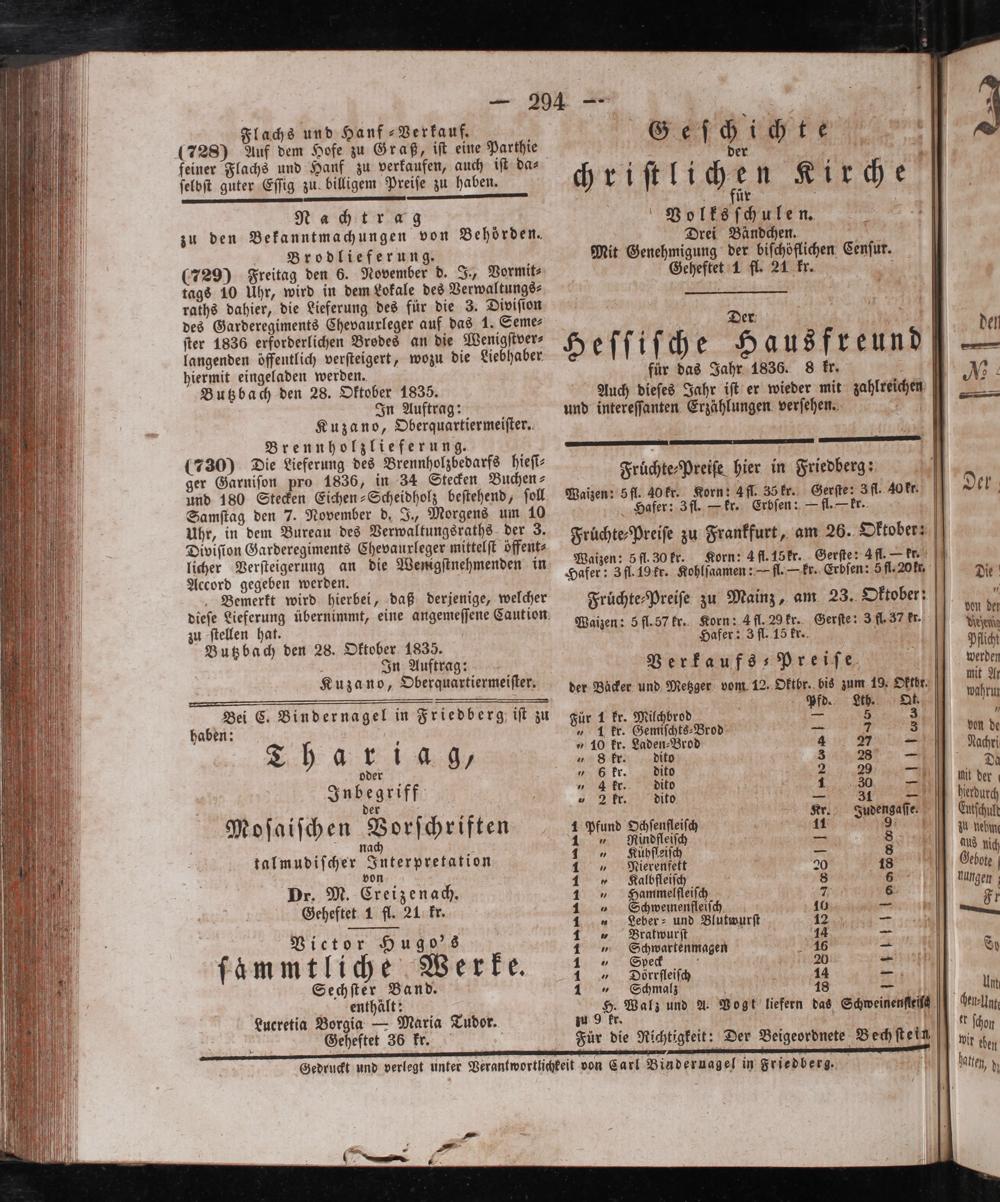 — 294 —
Flachs und Hanf-Verkauf.
(728) Auf dem Hofe zu Graß, ist eine Parthie
feiner Flachs und Hanf zu verkaufen, auch ist da-
selbst guter Essig zu billigem Preise zu haben.
Nachtrag
zu den Bekanntmachungen von Behörden.
Brodlieferung.
(729) Freitag den 6. November d. J., Vormit-
tags 10 Uhr, wird in dem Lokale des Verwaltungs-
raths dahier, die Lieferung des für die 3. Division
des Garderegiments Chevaurleger auf das 1. Seme-
ster 1836 erforderlichen Brodes an die Wenigstver-
langenden öffentlich versteigert, wozu die Liebhaber
hiermit eingeladen werden.
Butzbach den 28. Oktober 1835.
In Auftrag:
Kuzano, Oberquartiermeister.
Brennholzlieferung.
(730) Die Lieferung des Brennholzbedarfs hiesi-
ger Garnison pro 1836, in 34 Stecken Buchen-
und 180 Stecken Eichen-Scheidholz bestehend, soll
Samstag den 7. November d. J., Morgens um 10
Uhr, in dem Bureau des Verwaltungsraths der 3.
Division Garderegiments Chevaurleger mittelst öffent-
licher Versteigerung an die Wenigstnehmenden in
Accord gegeben werden.
Bemerkt wird hierbei, daß derjenige, welcher
diese Lieferung übernimmt, eine angemessene Caution
zu stellen hat.
Butzbach den 28. Oktober 1835.
In Auftrag:
Kuzano, Oberquartiermeister.
Bei C. Bindernagel in Friedberg ist zu
haben:
Thariag,
oder
Inbegriff
der
Mosaischen Vorschriften
nach
talmudischer Interpretation
von
Dr. M. Creizenach.
Geheftet 1 fl. 21 kr.
Victor Hugo's
sämmtliche Werke.
Sechster Band.
enthält:
Lucretia Borgia — Maria Tudor.
Geheftet 36 kr.
Geschichte
der
christlichen Kirche
für
Volksschulen.
Drei Bändchen.
Mit Genehmigung der bischöflichen Censur.
Geheftet 1 fl. 21 kr.
Der
Hessische Hausfreund
für das Jahr 1836. 8 kr.
Auch dieses Jahr ist er wieder mit zahlreichen
und interessanten Erzählungen versehen.
Früchte-Preise hier in Friedberg:
Waizen: 5 fl. 40 kr. Korn: 4 fl. 35 kr. Gerste: 3 fl. 40 kr.
Hafer: 3 fl. — kr. Erbsen: — fl. — kr.
Früchte-Preise zu Frankfurt, am 26. Oktober:
Waizen: 5 fl. 30 kr. Korn: 4 fl. 15 kr. Gerste: 4 fl. — kr.
Hafer: 3 fl. 19 kr. Kohlsaamen: — fl. — kr. Erbsen: 5 fl. 20 kr.
Früchte-Preise zu Mainz, am 23. Oktober:
Waizen: 5 fl. 57 kr. Korn: 4 fl. 29 kr. Gerste: 3 fl. 37 kr.
Hafer: 3 fl. 15 kr.
Verkaufs-Preise
der Bäcker und Metzger vom 12. Oktbr. bis zum 19. Oktbr.
Pfd. Lth. Qt.
Für 1 kr. Milchbrod — 5 3
„ 1 kr. Gemischts-Brod — 7 3
„ 10 kr. Laden-Brod 4 27 —
„ 8 kr. dito 3 28 —
„ 6 kr. dito 2 29 —
„ 4 kr. dito 1 30 —
„ 2 kr. dito — 31 —
Kr. Judengasse.
1 Pfund Ochsenfleisch 11 9
1 „ Rindfleisch — 8
1 „ Kühfleisch — 8
1 „ Nierenfett 20 18
1 „ Kalbfleisch 8 6
1 „ Hammelfleisch 7 6
1 „ Schweinenfleisch 10 —
1 „ Leber- und Blutwurst 12 —
1 „ Bratwurst 14 —
1 „ Schwartenmagen 16 —
1 „ Speck 20 —
1 „ Dörrfleisch 14 —
1 „ Schmalz 18 —
H. Walz und A. Vogt liefern das Schweinenfleisch
zu 9 kr.
Für die Richtigkeit: Der Beigeordnete Bechstein
Gedruckt und verlegt unter Verantwortlichkeit von Carl Bindernagel in Friedberg.